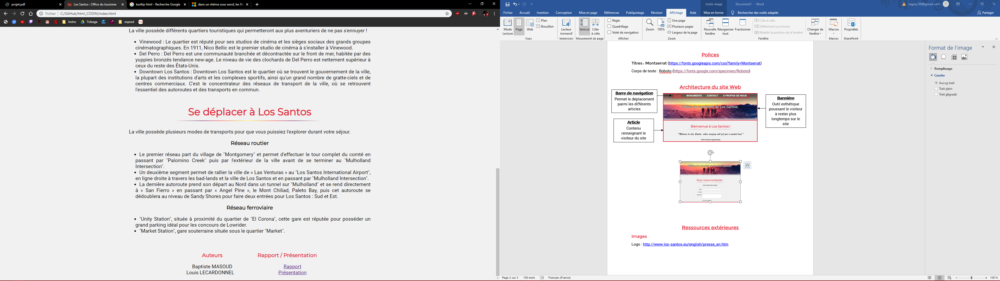 projet.pdf
Los Santos : Office du tourisme
tooltip html - Recherche Google
dans un shéma sous word, les flè
Fichier
C:/GitHub/html_CODIN/index.html
Instru
Tizbaga
exposé
La ville possède différents quartiers touristiques qui permetteront aux plus aventuriers de ne pas s'ennuyer !
• Vinewood : Le quartier est réputé pour ses studios de cinéma et les sièges sociaux des grands groupes
cinématographiques. En 1911, Nico Bellic est le premier studio de cinéma à s'installer à Vinewood.
• Del Perro : Del Perro est une communauté branchée et décontractée sur le front de mer, habitée par des
yuppies bronzés tendance new-age. Le niveau de vie des clochards de Del Perro est nettement supérieur à
ceux du reste des États-Unis.
• Downtown Los Santos : Downtown Los Santos est le quartier où se trouvent le gouvernement de la ville,
la plupart des institutions d'arts et les complexes sportifs, ainsi qu'un grand nombre de gratte-ciels et de
centres commerciaux. C'est le concentrateur des réseaux de transport de la ville, où se retrouvent
l'essentiel des autoroutes et des transports en commun.
Se déplacer à Los Santos
La ville possède plusieurs modes de transports pour que vous puissiez l'explorer durant votre séjour.
Réseau routier
• Le premier réseau part du village de "Montgomery" et permet d'effectuer le tour complet du comté en
passant par "Palomino Creek" puis par l'extérieur de la ville avant de se terminer au "Mulholland
Intersection".
• Un deuxième segment permet de rallier la ville de « Las Venturas » au "Los Santos International Airport",
en ligne droite à travers les bad-lands et la ville de Los Santos et en passant par "Mulholland Intersection".
• La dernière autoroute prend son départ au Nord dans un tunnel sur "Mulholland" et se rend directement
à « San Fierro » en passant par « Angel Pine », le Mont Chiliad, Paleto Bay, puis cet autoroute se
dédoublera au niveau de Sandy Shores pour faire deux entrées pour Los Santos : Sud et Est.
Réseau ferroviaire
• "Unity Station", située à proximité du quartier de "El Corona", cette gare est réputée pour posséder un
grand parking idéal pour les concours de Lowrider.
• "Market Station", gare souterraine située sous le quartier "Market".
Auteurs
Baptiste MASOUD
Louis LECARDONNEL
Rapport / Présentation
Rapport
Présentation
Outils Image
Document1 - Word
tagazy189@gmail.com
T
Fichier
Accueil
Insertion
Conception
Mise en page
Références
Publipostage
Révision
Affichage
Aide
Mise en forme
Rechercher des outils adaptés
Partager
Mode
Lecture
Page
Web
Plan
Brouillon
Vues
Lecteur
immersif
Immersion
Vertical
Côte
à côte
Mouvement de page
Règle
Quadrillage
Volet de navigation
Afficher
Zoom
100%
Une page
Plusieurs pages
Largeur de la page
Zoom
Nouvelle
fenêtre
Réorganiser
tout
Fractionner
Côte à côte
Défilement synchrone
Rétablir la position de la fenêtre
Fenêtre
Changer de
fenêtre
Macros
Macros
Propriétés
SharePoint
Polices
Titres : Montserrat (https://fonts.googleapis.com/css?family=Montserrat)
Corps de texte : Roboto (https://fonts.google.com/specimen/Roboto)
Architecture du site Web
Barre de navigation
Permet le déplacement
parmi les différents
articles
Article
Contenu
renseignant le
visiteur du site
MONUMENTS
CONTACT
À PROPOS DE NOUS
Office du tourisme de Los Santos
Bienvenue à Los Santos !
" Welcome to Los Santos, where sneezing will get you a wanted level "
Informations générales
Bannière
Outil esthétique
poussant le visiteur
à rester plus
longtemps sur le
site
Office du tourisme de Los Santos
Pour nous contacter :
Formulaire de contact
Nom
E-mail
Ressources extérieures
Images
Logo : http://www.los-santos.eu/english/presse_en.htm
Format de l'image
Remplissage
Courbe
Aucun trait
Trait plein
Trait dégradé
Page 2 sur 3
158 mots
Français (France)
100 %